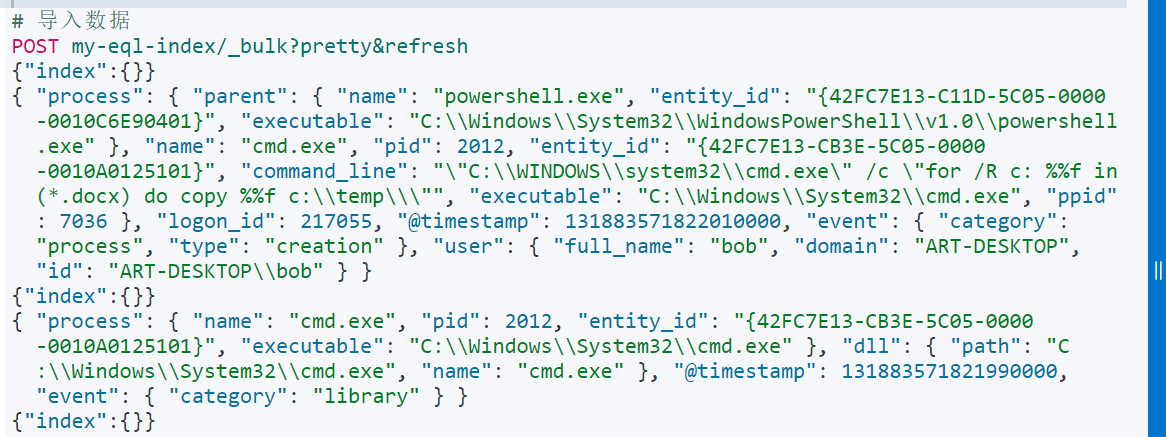 # 导入数据
POST my-eql-index/_bulk?pretty&refresh
{"index":{}}
{ "process": { "parent": { "name": "powershell.exe", "entity_id": "{42FC7E13-C11D-5C05-0000
-0010C6E90401}", "executable": "C:\\Windows\\System32\\WindowsPowerShell\\v1.0\\powershell
.exe" }, "name": "cmd.exe", "pid": 2012, "entity_id": "{42FC7E13-CB3E-5C05-0000
-0010A0125101}", "command_line": "\"C:\\WINDOWS\\system32\\cmd.exe\" /c \"for /R c: %%f in
(*.docx) do copy %%f c:\\temp\\\"", "executable": "C:\\Windows\\System32\\cmd.exe", "ppid"
: 7036 }, "logon_id": 217055, "@timestamp": 131883571822010000, "event": { "category":
"process", "type": "creation" }, "user": { "full_name": "bob", "domain": "ART-DESKTOP",
"id": "ART-DESKTOP\\bob" } }
{"index":{}}
{ "process": { "name": "cmd.exe", "pid": 2012, "entity_id": "{42FC7E13-CB3E-5C05-0000
-0010A0125101}", "executable": "C:\\Windows\\System32\\cmd.exe" }, "dll": { "path": "C
:\\Windows\\System32\\cmd.exe", "name": "cmd.exe" }, "@timestamp": 131883571821990000,
"event": { "category": "library" } }
{"index":{}}